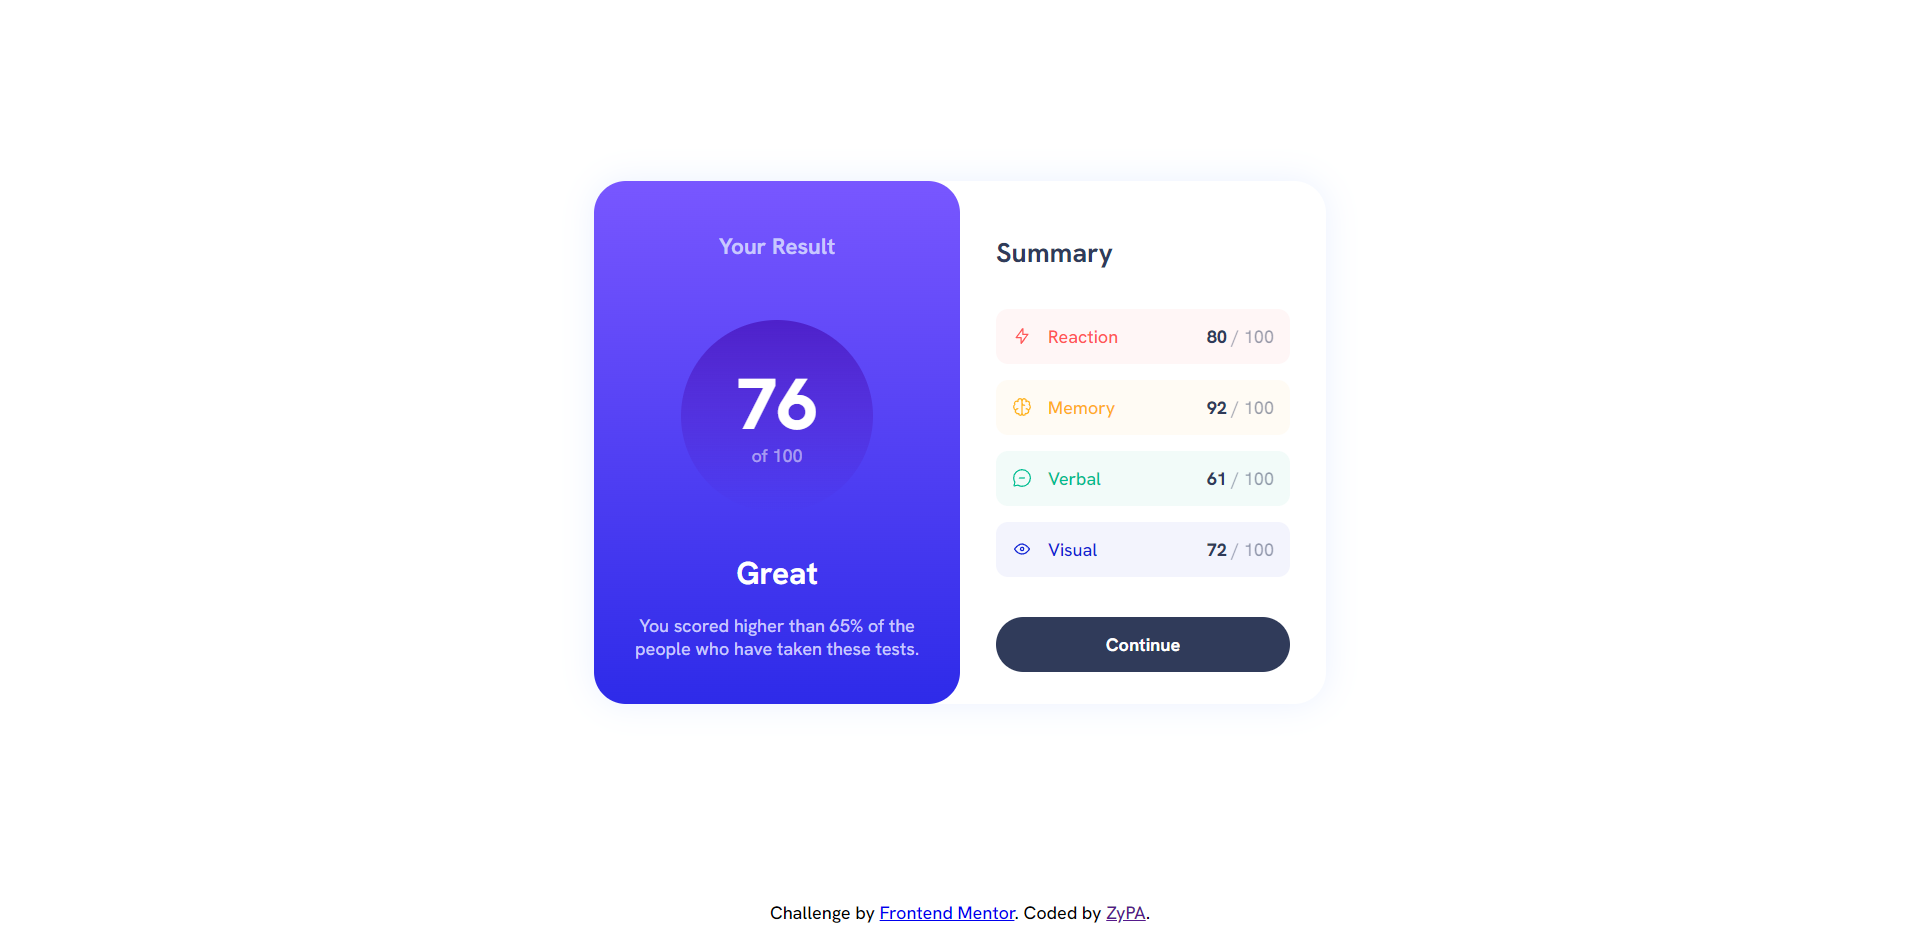 Your Result
76
of 100
Great
You scored higher than 65% of the
people who have taken these tests.
Summary
Reaction 80 / 100
Memory 92 / 100
Verbal 61 / 100
Visual 72 / 100
Continue
Challenge by Frontend Mentor. Coded by ZyPA.